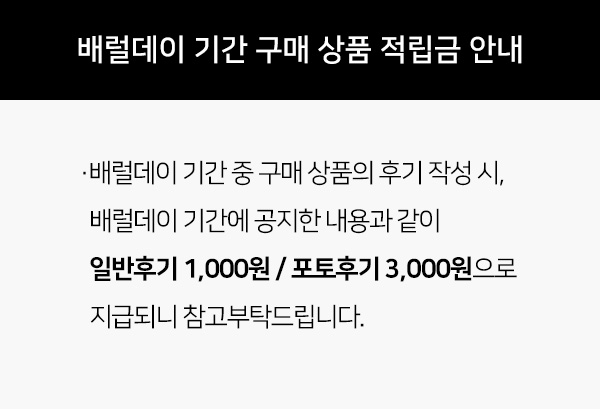 배럴데이 기간 구매 상품 적립금 안내
·배럴데이 기간 중 구매 상품의 후기 작성 시,
배럴데이 기간에 공지한 내용과 같이
일반후기 1,000원 / 포토후기 3,000원으로
지급되니 참고부탁드립니다.